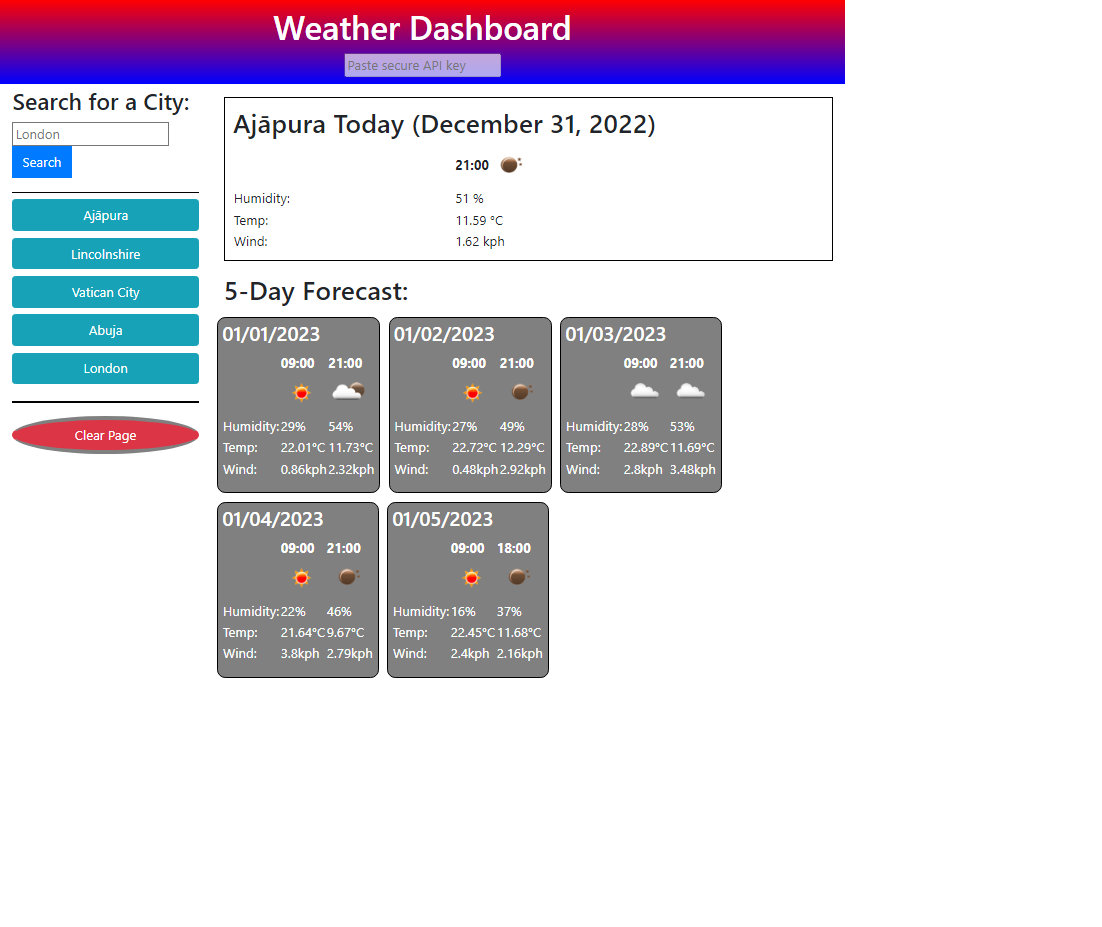 Weather Dashboard
Paste secure API key
Search for a City:
London
Search
Ajāpura
Lincolnshire
Vatican City
Abuja
London
Clear Page
Ajāpura Today (December 31, 2022)
21:00
Humidity: 51 %
Temp: 11.59 °C
Wind: 1.62 kph
5-Day Forecast:
01/01/2023
09:00 21:00
Humidity: 29% 54%
Temp: 22.01°C 11.73°C
Wind: 0.86kph 2.32kph
01/02/2023
09:00 21:00
Humidity: 27% 49%
Temp: 22.72°C 12.29°C
Wind: 0.48kph 2.92kph
01/03/2023
09:00 21:00
Humidity: 28% 53%
Temp: 22.89°C 11.69°C
Wind: 2.8kph 3.48kph
01/04/2023
09:00 21:00
Humidity: 22% 46%
Temp: 21.64°C 9.67°C
Wind: 3.8kph 2.79kph
01/05/2023
09:00 18:00
Humidity: 16% 37%
Temp: 22.45°C 11.68°C
Wind: 2.4kph 2.16kph